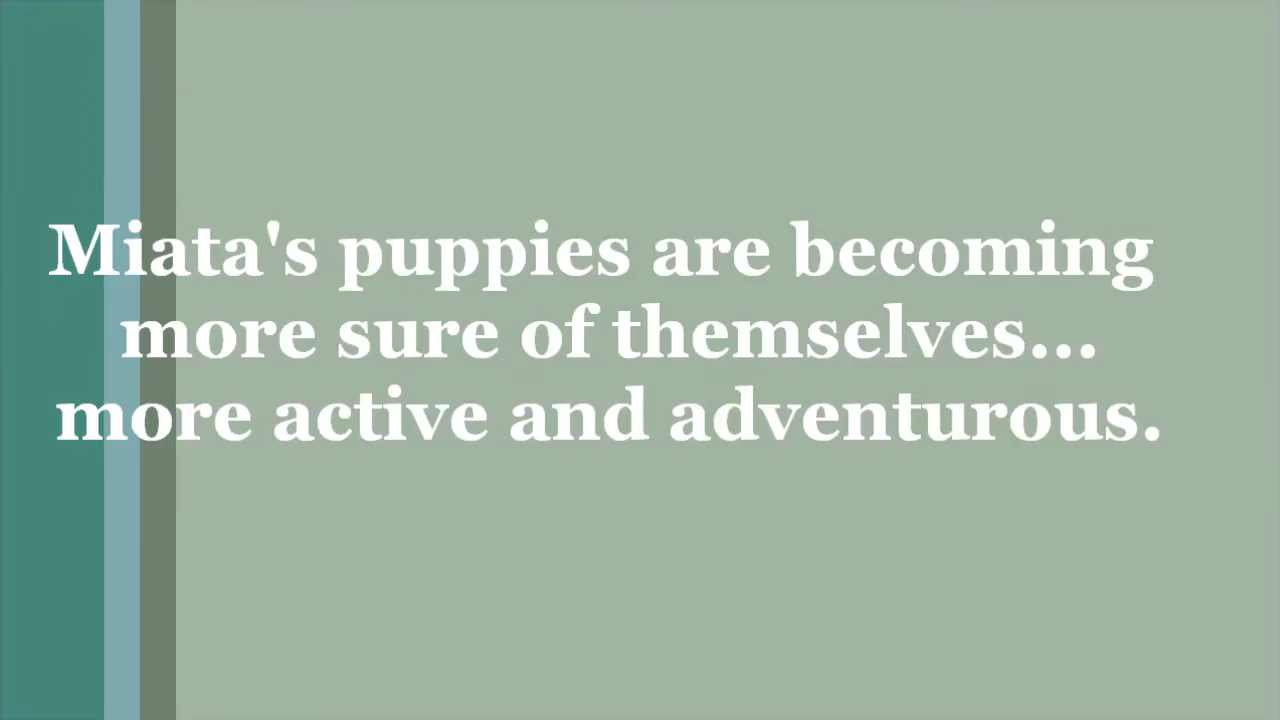 Miata's puppies are becoming
more sure of themselves...
more active and adventurous.